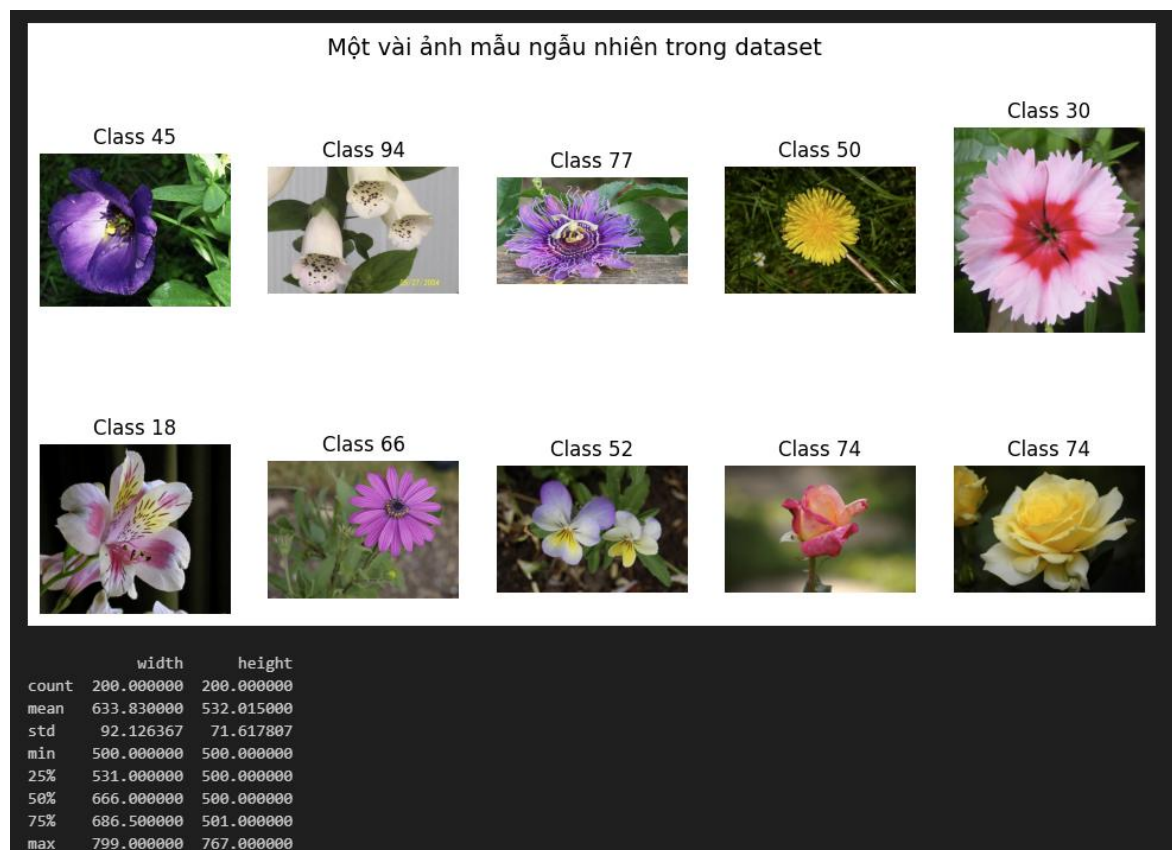 Một vài ảnh mẫu ngẫu nhiên trong dataset
Class 45
Class 94
Class 77
Class 50
Class 30
Class 18
Class 66
Class 52
Class 74
Class 74
width height
count 200.000000 200.000000
mean 633.830000 532.015000
std 92.126367 71.617807
min 500.000000 500.000000
25% 531.000000 500.000000
50% 666.000000 500.000000
75% 686.500000 501.000000
max 799.000000 767.000000